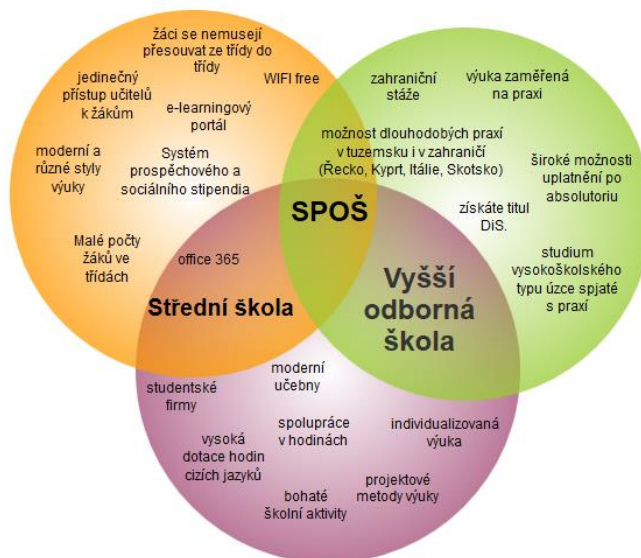 žáci se nemusejí
přesouvat ze třídy do
třídy
jedinečný
přístup učitelů
k žákům
WIFI free
e-learningový
portál
moderní a
různé styly
výuky
Systém
prospěchového a
sociálního stipendia
Malé počty
žáků ve
třídách
office 365
Střední škola
SPOŠ
zahraniční
stáže
výuka zaměřená
na praxi
možnost dlouhodobých praxí
v tuzemsku i v zahraničí
(Řecko, Kypr, Itálie, Skotsko)
široké možnosti
uplatnění po
absolutoriu
získáte titul
DiS.
studium
vysokoškolského
typu úzce spjaté
s praxí
Vyšší
odborná
škola
moderní
učebny
studentské
firmy
spolupráce
v hodinách
individualizovaná
výuka
vysoká
dotace hodin
cizích jazyků
projektové
metody výuky
bohaté
školní aktivity